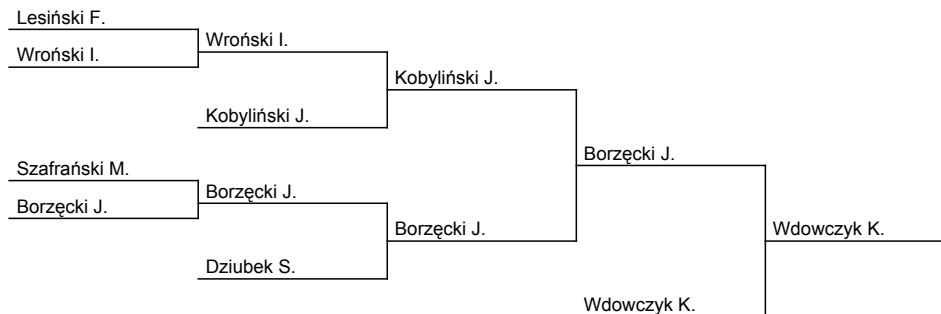 Lesiński F.
Wroński I.
Wroński I.
Kobyliński J.
Kobyliński J.
Szafrański M.
Borzęcki J.
Borzęcki J.
Borzęcki J.
Dziubek S.
Borzęcki J.
Wdowczyk K.
Wdowczyk K.